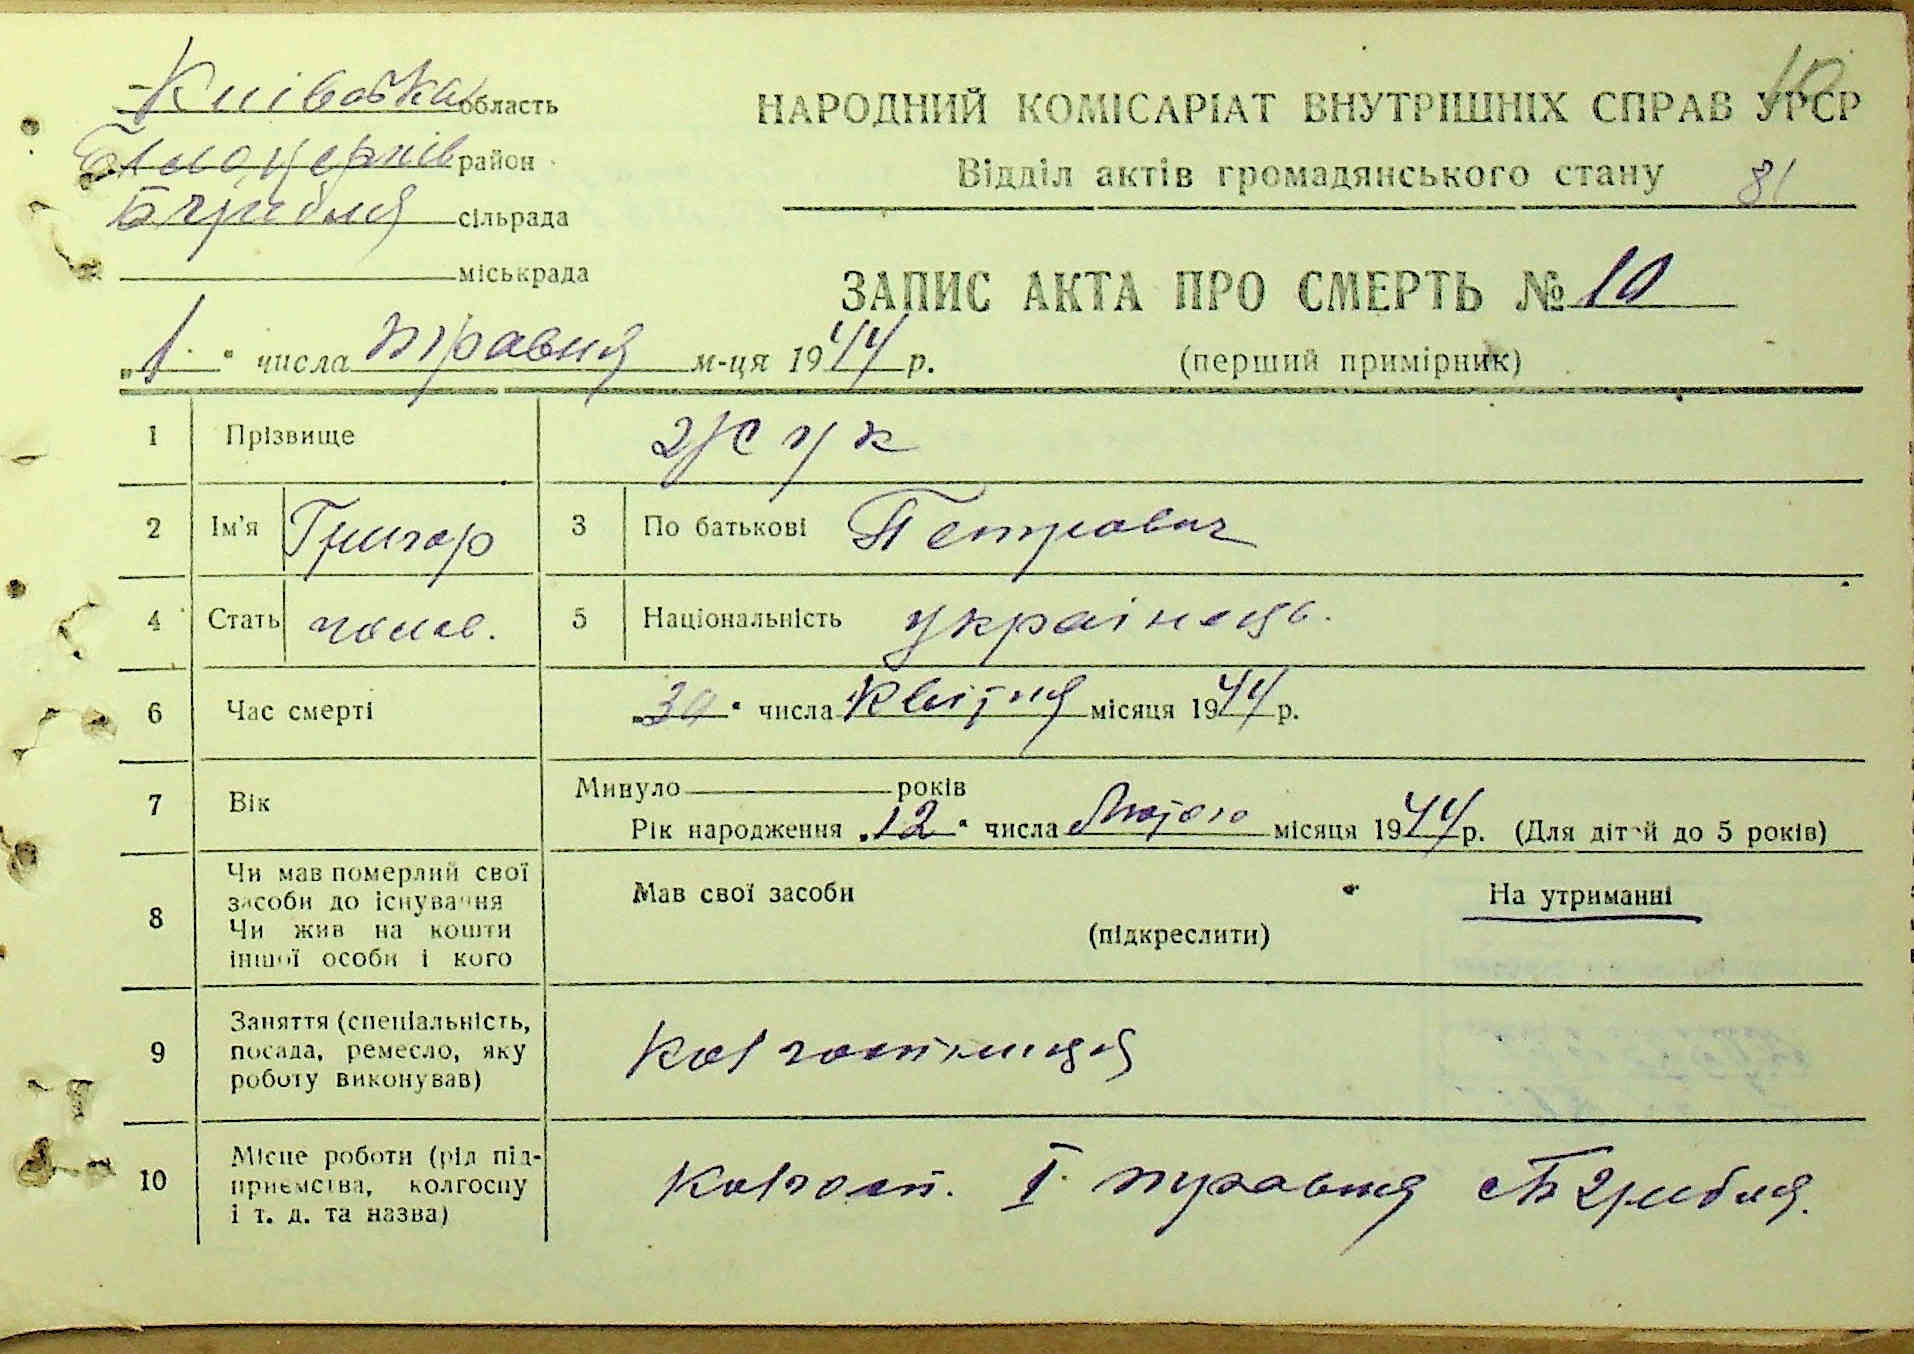 Київська область
10
НАРОДНИЙ КОМІСАРІАТ ВНУТРІШНІХ СПРАВ УРСР
Білоцерків район
Відділ актів громадянського стану 81
Бгребля сільрада
міськрада
ЗАПИС АКТА ПРО СМЕРТЬ № 10
„1." числа травня м-ця 1944 р.
(перший примірник)
1 Прізвище Жук
2 Ім'я Григор 3 По батькові Петрович
4 Стать чолов. 5 Національність українець.
6 Час смерті „30" числа Квітня місяця 1944 р.
7 Вік Минуло років
Рік народження „12" числа Лютого місяця 1944 р. (Для дітей до 5 років)
8 Чи мав померлий свої засоби до існування Чи жив на кошти іншої особи і кого
Мав свої засоби На утриманні
(підкреслити)
9 Заняття (спеціальність, посада, ремесло, яку роботу виконував) Колгоспниця
10 Місце роботи (рід підприємства, колгоспу і т. д. та назва) Колгосп. І. травня с Бгребля.